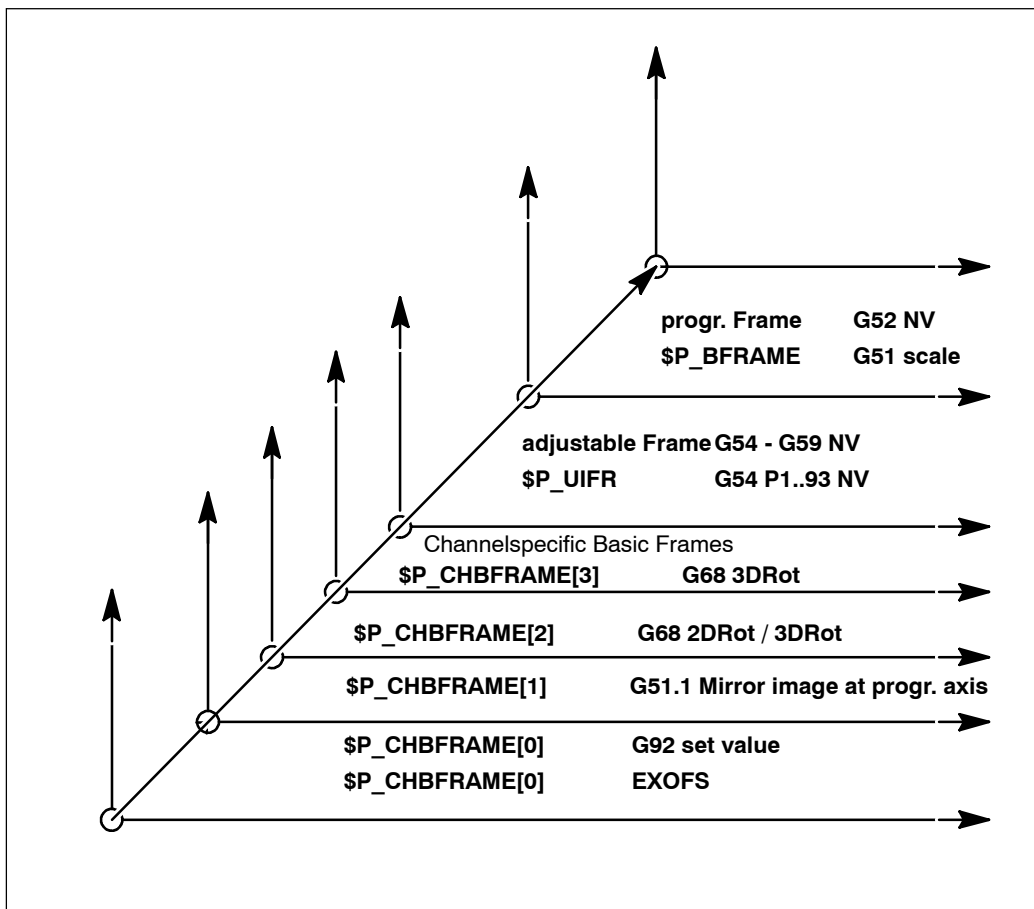 progr. Frame G52 NV
$P_BFRAME G51 scale
adjustable Frame G54 - G59 NV
$P_UIFR G54 P1..93 NV
Channelspecific Basic Frames
$P_CHBFRAME[3] G68 3DRot
$P_CHBFRAME[2] G68 2DRot / 3DRot
$P_CHBFRAME[1] G51.1 Mirror image at progr. axis
$P_CHBFRAME[0] G92 set value
$P_CHBFRAME[0] EXOFS